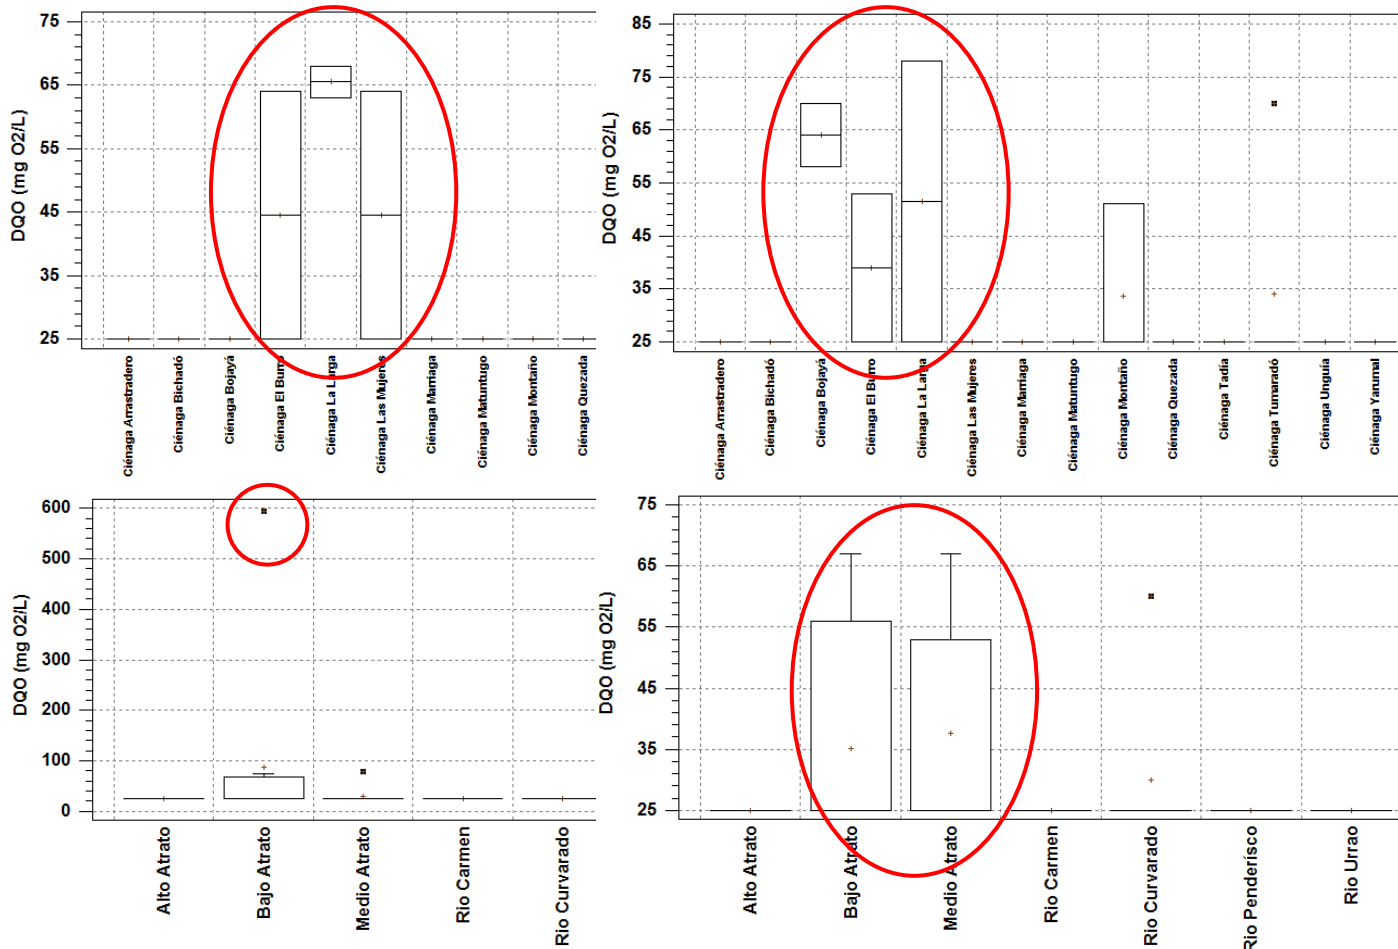 75
65
55
45
35
25
DQO (mg O2/L)
Ciénaga Arrastradero
Ciénaga Bichadó
Ciénaga Bojayá
Ciénaga El Burro
Ciénaga La Larga
Ciénaga Las Mujeres
Ciénaga Marriaga
Ciénaga Matuntugo
Ciénaga Montaño
Ciénaga Quezada
85
75
65
55
45
35
25
DQO (mg O2/L)
Ciénaga Arrastradero
Ciénaga Bichadó
Ciénaga Bojayá
Ciénaga El Burro
Ciénaga La Larga
Ciénaga Las Mujeres
Ciénaga Marriaga
Ciénaga Matuntugo
Ciénaga Montaño
Ciénaga Quezada
Ciénaga Tadía
Ciénaga Tumaradó
Ciénaga Unguía
Ciénaga Yarumal
600
500
400
300
200
100
0
DQO (mg O2/L)
Alto Atrato
Bajo Atrato
Medio Atrato
Rio Carmen
Rio Curvarado
75
65
55
45
35
25
DQO (mg O2/L)
Alto Atrato
Bajo Atrato
Medio Atrato
Rio Carmen
Rio Curvarado
Rio Penderísco
Rio Urrao